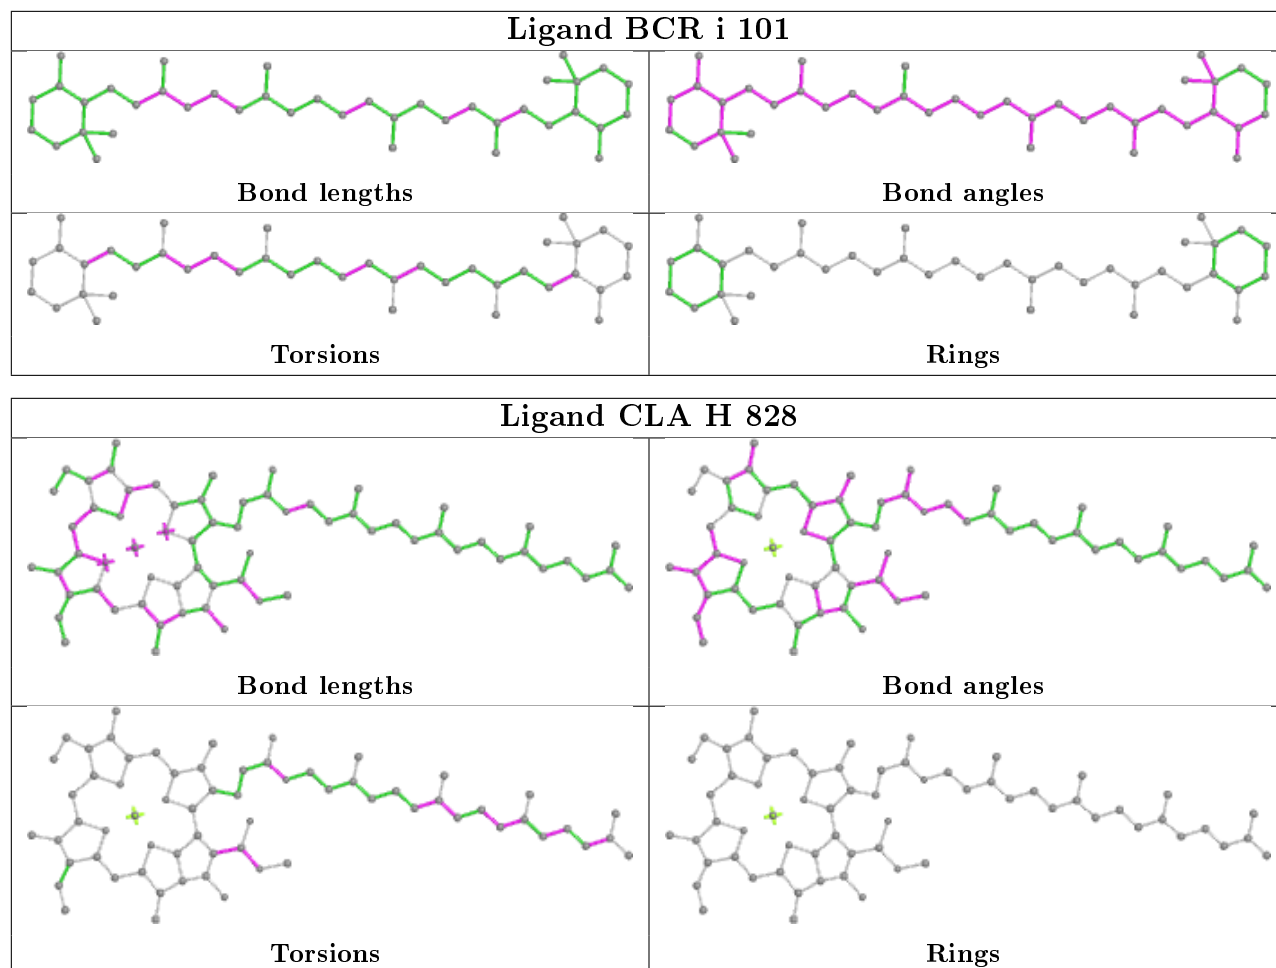 Ligand BCR i 101
Bond lengths
Bond angles
Torsions
Rings
Ligand CLA H 828
Bond lengths
Bond angles
Torsions
Rings